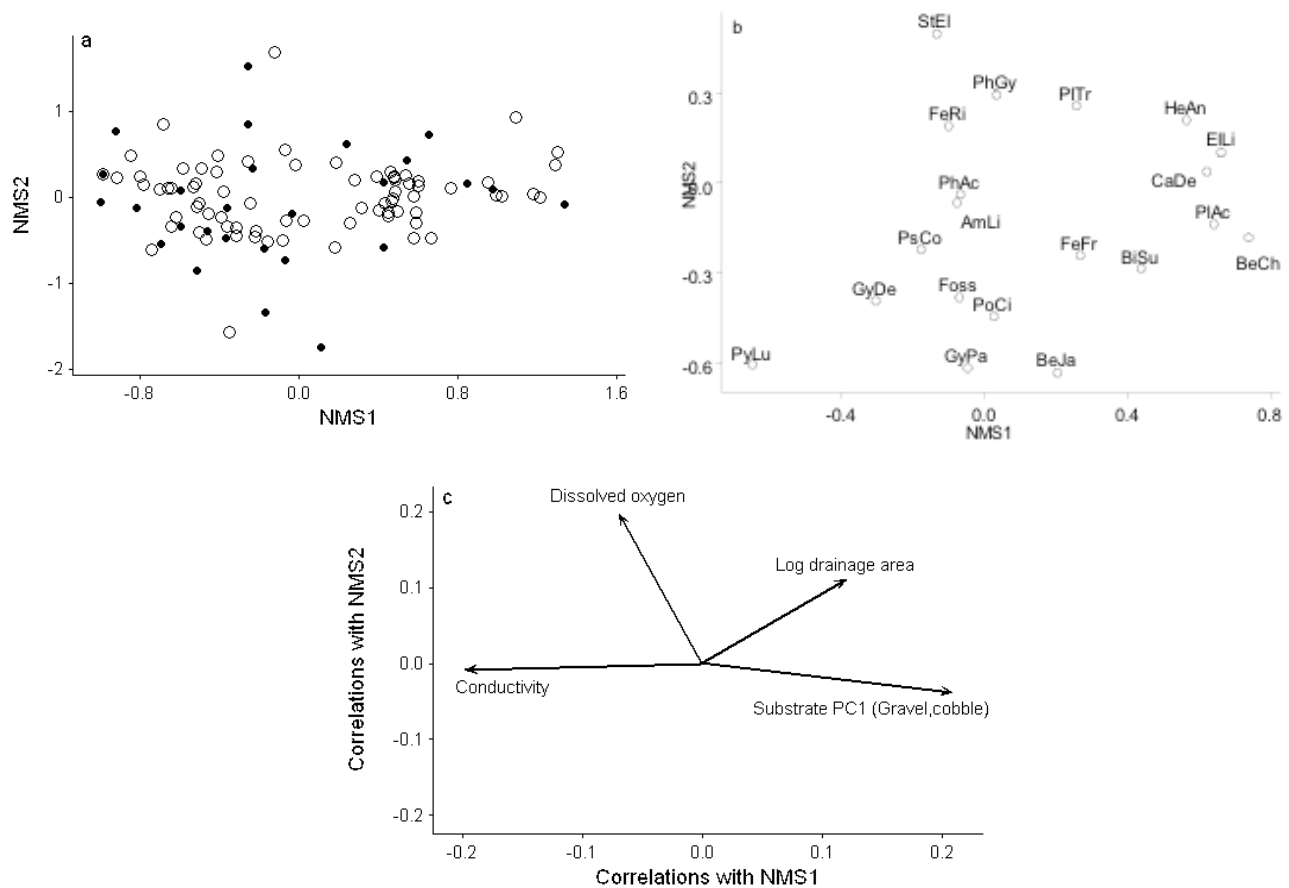 a
1
0
-1
-2
NMS2
-0.8
0.0
0.8
1.6
NMS1
b
StEl
PhGy
PlTr
HeAn
FeRi
ElLi
CaDe
PhAc
PlAc
AmLi
PsCo
FeFr
BiSu
BeCh
GyDe
Foss
PoCi
PyLu
GyPa
BeJa
0.3
0.0
-0.3
-0.6
NMS2
-0.4
0.0
0.4
0.8
NMS1
c
Dissolved oxygen
Log drainage area
Conductivity
Substrate PC1 (Gravel,cobble)
0.2
0.1
0.0
-0.1
-0.2
Correlations with NMS2
-0.2
-0.1
0.0
0.1
0.2
Correlations with NMS1